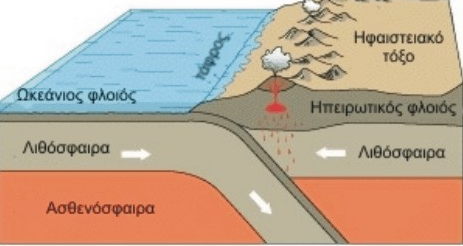 Ηφαιστειακό
τόξο
τάφρος
Ωκεάνιος φλοιός
Ηπειρωτικός φλοιός
Λιθόσφαιρα
Λιθόσφαιρα
Ασθενόσφαιρα